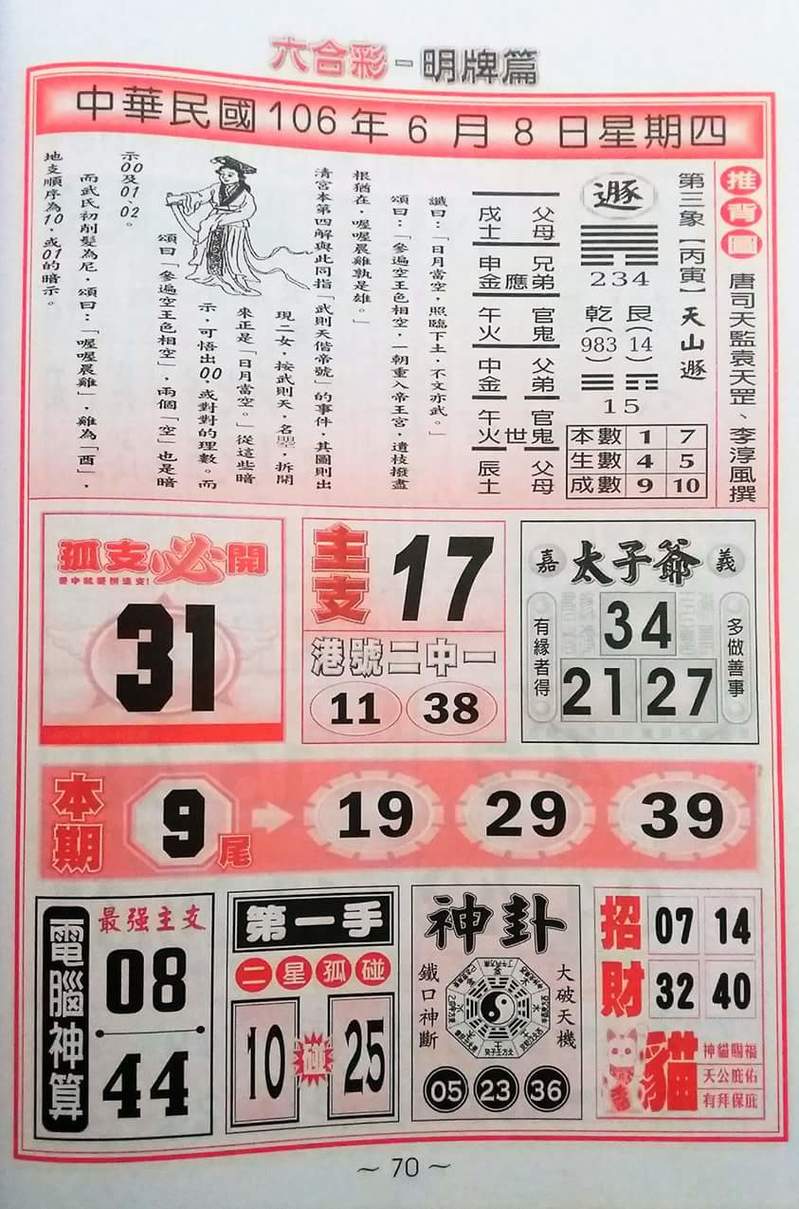 六合彩-明牌篇
中華民國106年6月8日星期四
推背圖
唐司天監袁天罡、李淳風撰
第三象【丙寅】天山遯
遯
234
乾(983)
艮(14)
15
本數 1 7
生數 4 5
成數 9 10
父母 兄弟 官鬼 父弟 官鬼 父母
應 世
戌土 申金 午火 中金 午火 辰土
讖曰：「日月當空，照臨下土，不文亦武。」
頌曰：「參遍空王色相空，一朝重入帝王宮，遺枝撥盡
根猶在，喔喔晨雞孰是雄。」
清宮本第四解與此同指「武則天僭帝號」的事件，其圖則出
現二女，按武則天，名曌，拆開
來正是「日月當空。」從這些暗
示，可悟出00，或對對的理數。而
頌曰「參遍空王色相空」，兩個「空」也是暗
示00及01、02。
而武氏初削髮為尼，頌曰：「喔喔晨雞」，雞為「酉」，
地支順序為10，或01的暗示。
孤支必開
要中就要開這支!
31
主支
17
港號二中一
11 38
嘉義
太子爺
有緣者得
34
21 27
多做善事
本期
9尾
19 29 39
電腦神算
最强主支
08
44
第一手
二星孤碰
10 碰 25
神卦
鐵口神斷
大破天機
05 23 36
招財貓
07 14
32 40
神貓賜福
天公庇佑
有拜保庇
～70～